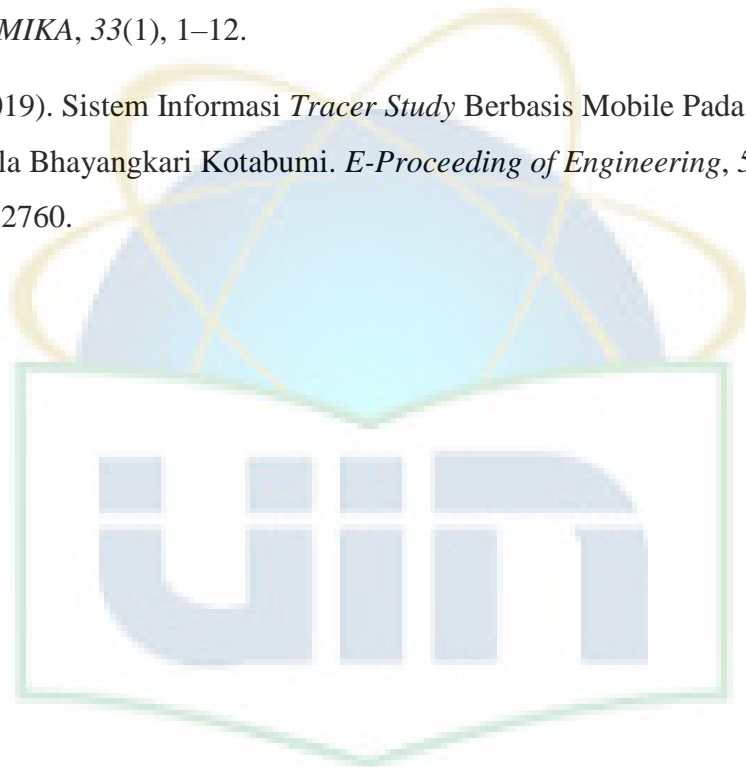 MIKA, 33(1), 1–12.
019). Sistem Informasi Tracer Study Berbasis Mobile Pada
la Bhayangkari Kotabumi. E-Proceeding of Engineering, 5
2760.
uin